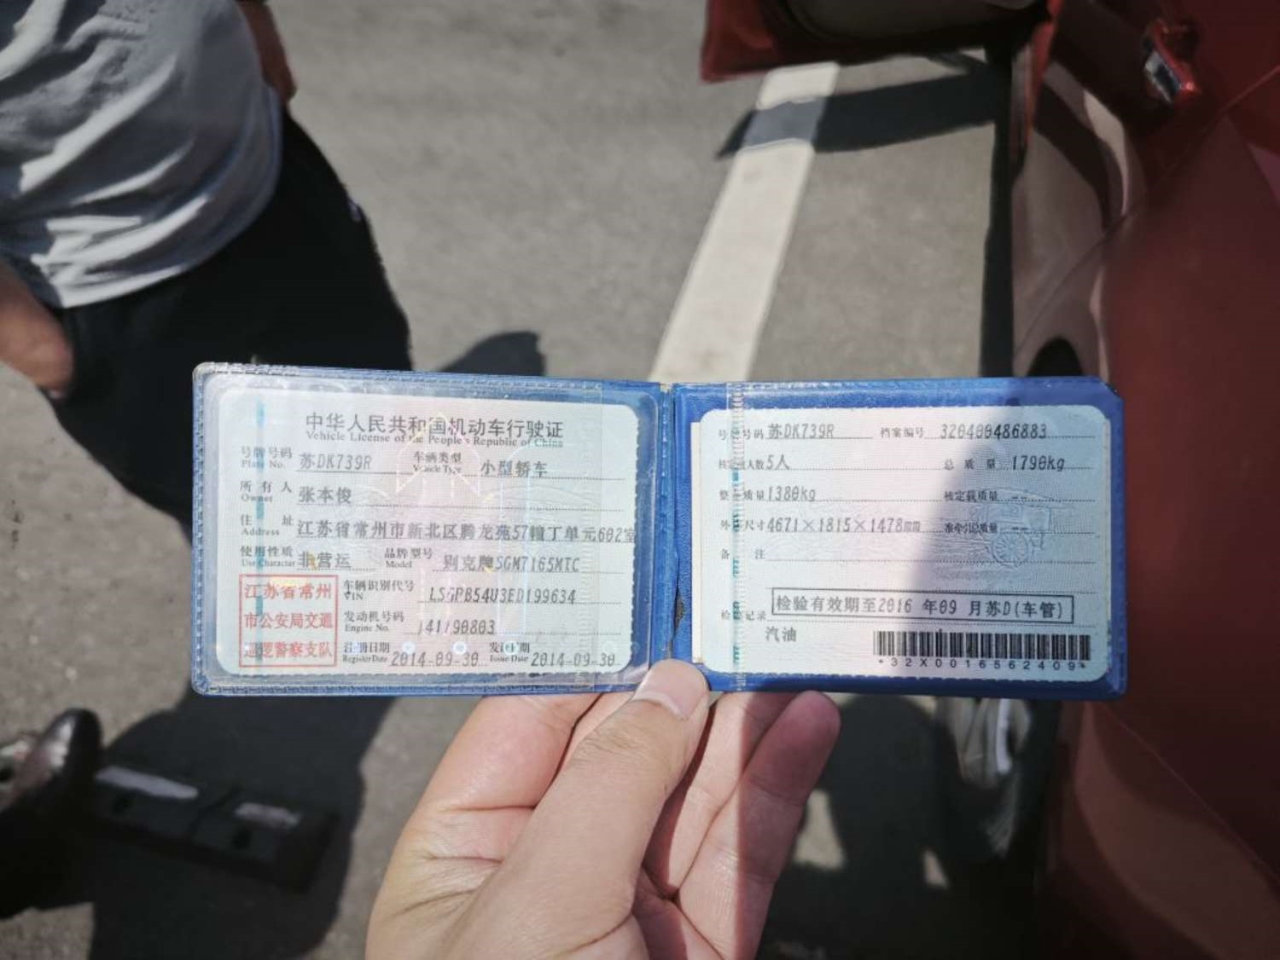 中华人民共和国机动车行驶证
Vehicle License of the People's Republic of China
号牌号码 苏DK739R 车辆类型 小型轿车
Plate No. Vehicle Type
所有人 张本俊
Owner
住址 江苏省常州市新北区腾龙苑57幢丁单元602室
Address
使用性质 非营运 品牌型号 别克牌SGM7165MTC
Use Character Model
江苏省常州
市公安局交通
巡逻警察支队
车辆识别代号 LSGPB54U3ED199634
VIN
发动机号码 141790803
Engine No.
注册日期 2014-09-30 发证日期 2014-09-30
Register Date Issue Date
号牌号码 苏DK739R 档案编号 320400486883
核定载人数 5人 总质量 1790kg
整备质量 1380kg 核定载质量 --
外廓尺寸 4671×1815×1478mm 准牵引总质量 --
备注
检验记录 检验有效期至2016 年09 月苏D(车管)
汽油
*32X0016562409*